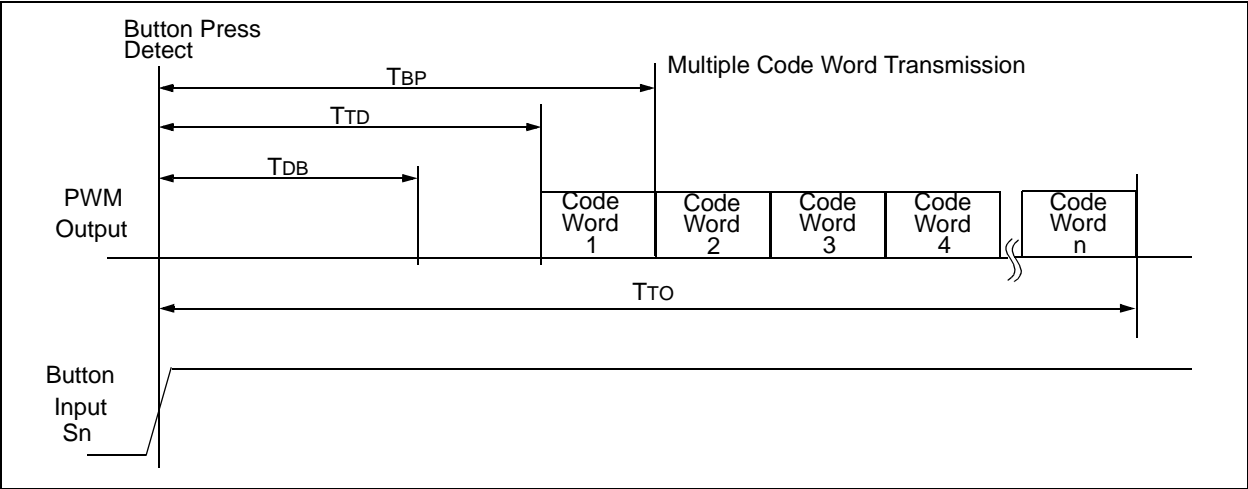 Button Press
Detect
TBP
Multiple Code Word Transmission
TTD
TDB
PWM
Output
Code
Word
1
Code
Word
2
Code
Word
3
Code
Word
4
Code
Word
n
TTO
Button
Input
Sn